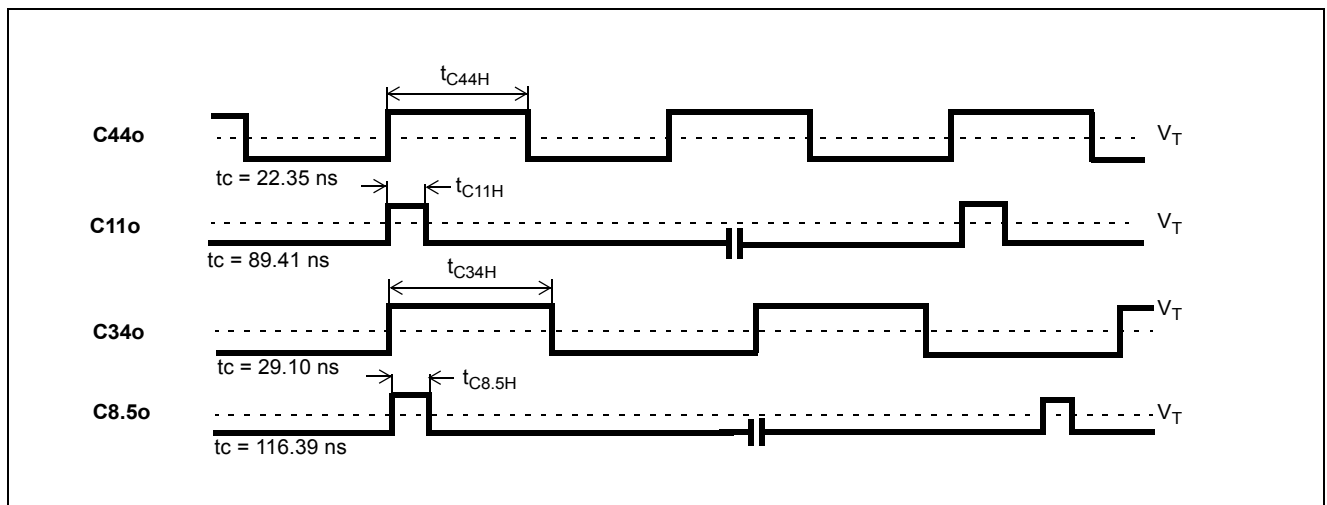 tC44H
C44o
VT
tc = 22.35 ns
tC11H
C11o
VT
tc = 89.41 ns
tC34H
C34o
VT
tc = 29.10 ns
tC8.5H
C8.5o
VT
tc = 116.39 ns